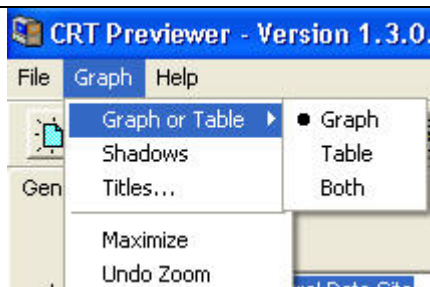 CRT Previewer - Version 1.3.0.
File Graph Help
Graph or Table Graph
Shadows Table
Gen Titles... Both
Maximize
Undo Zoom